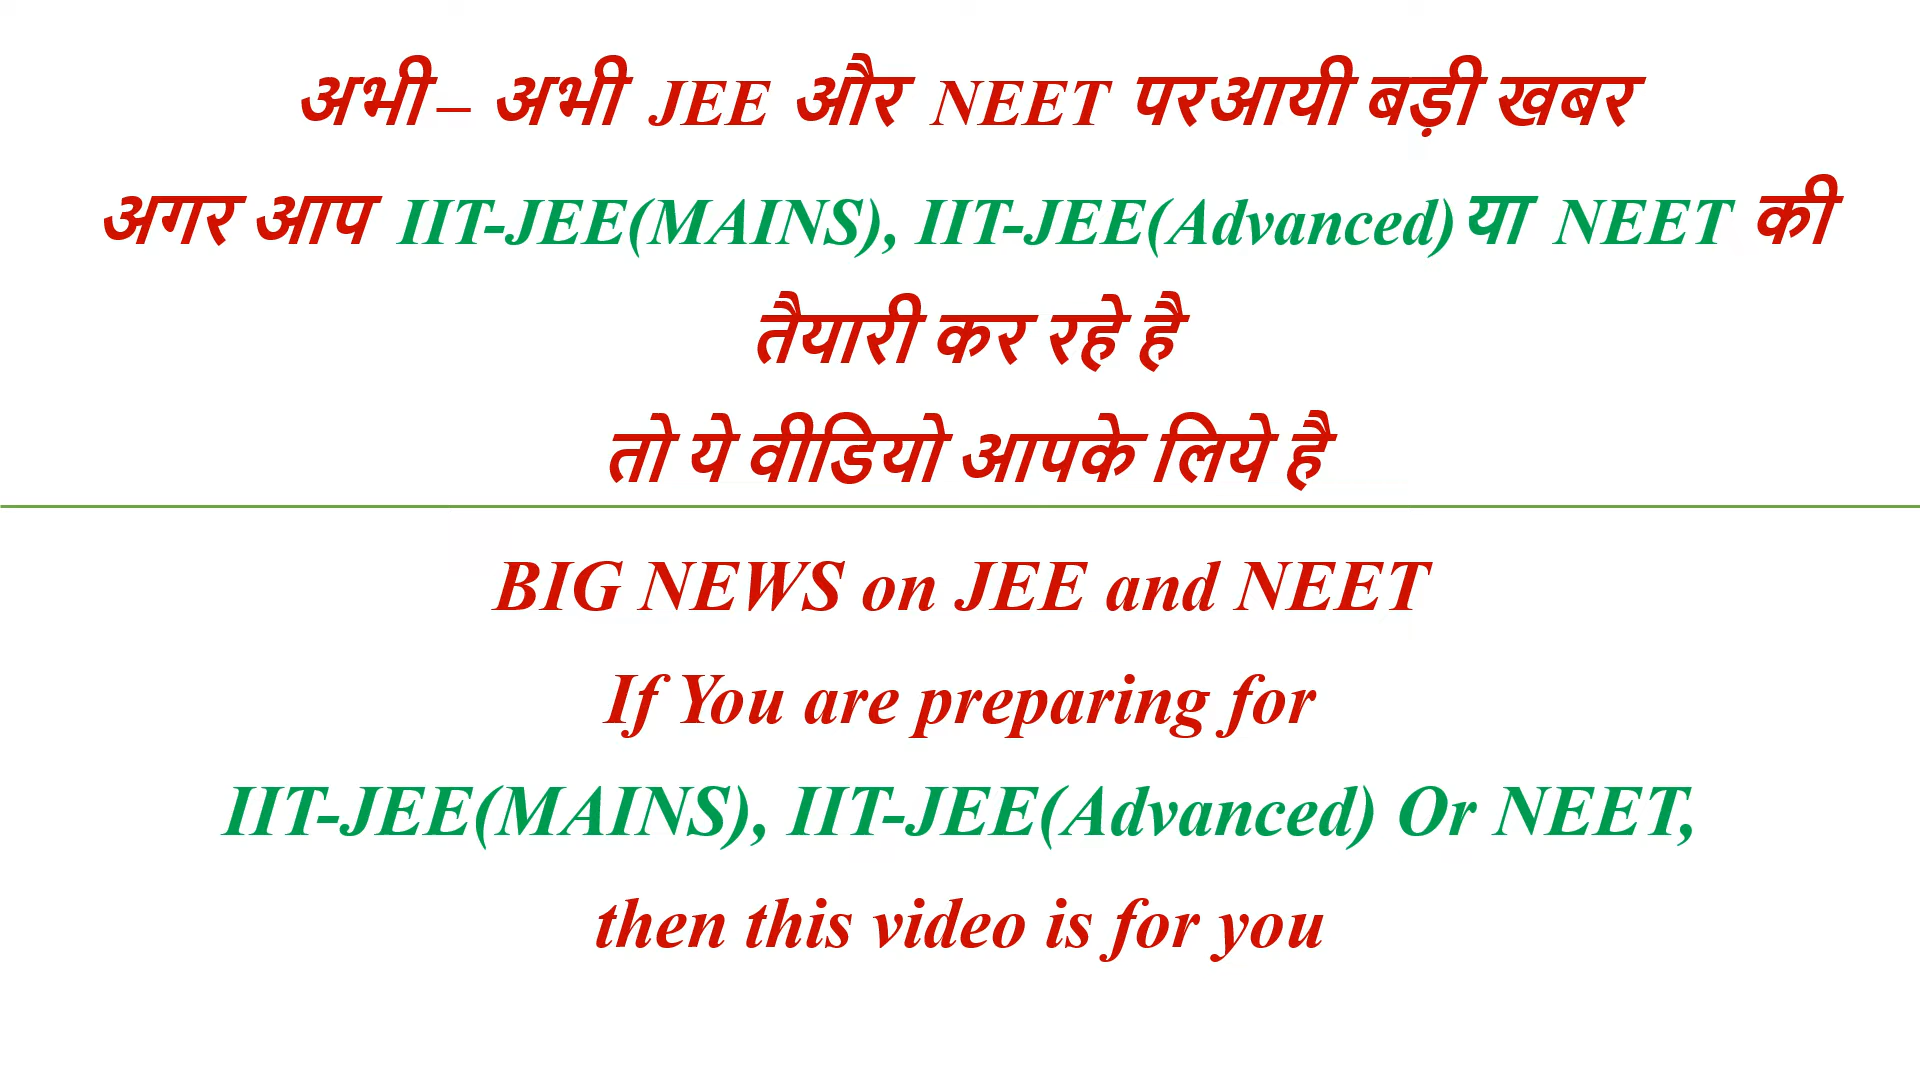 अभी – अभी JEE और NEET परआयी बड़ी खबर
अगर आप IIT-JEE(MAINS), IIT-JEE(Advanced)या NEET की
तैयारी कर रहे है
तो ये वीडियो आपके लिये है
BIG NEWS on JEE and NEET
If You are preparing for
IIT-JEE(MAINS), IIT-JEE(Advanced) Or NEET,
then this video is for you